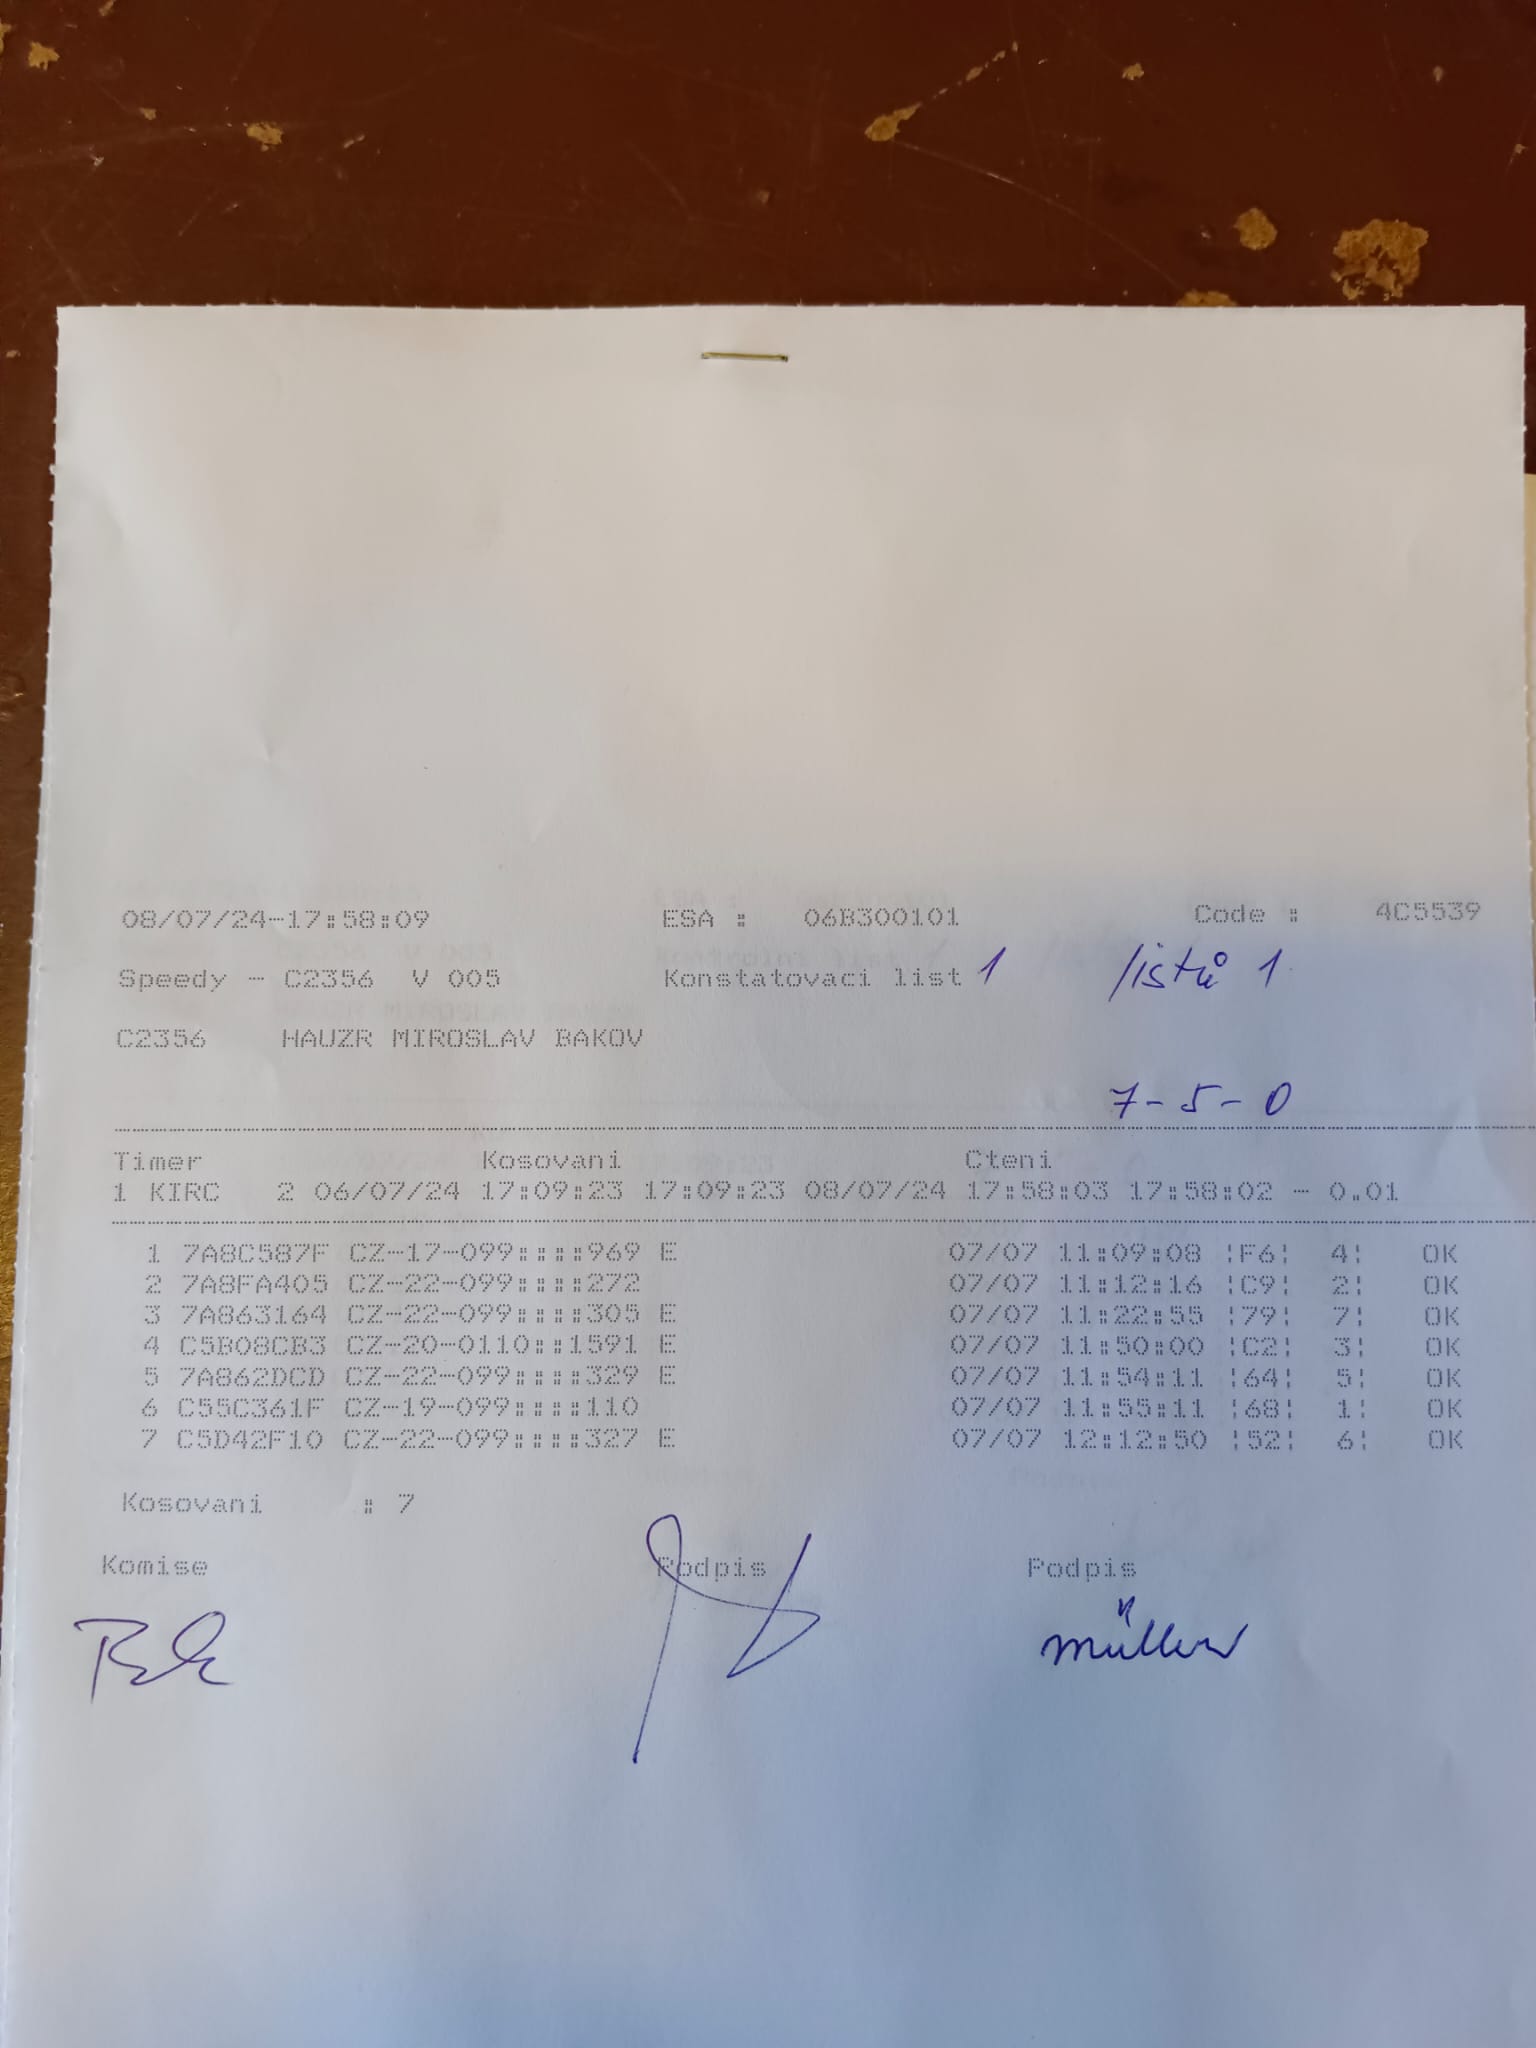 08/07/24-17:58:09 ESA : 06B300101 Code : 4C5539
Speedy - C2356 V 005 Konstatovaci list 1 listů 1
C2356 HAUZR MIROSLAV BAKOV
7-5-0
Timer Kosovani Cteni
1 KIRC 2 06/07/24 17:09:23 17:09:23 08/07/24 17:58:03 17:58:02 - 0.01
1 7A8C587F CZ-17-099::::969 E 07/07 11:09:08 ¦F6¦ 4¦ OK
2 7A8FA405 CZ-22-099::::272 07/07 11:12:16 ¦C9¦ 2¦ OK
3 7A863164 CZ-22-099::::305 E 07/07 11:22:55 ¦79¦ 7¦ OK
4 C5B08CB3 CZ-20-0110::1591 E 07/07 11:50:00 ¦C2¦ 3¦ OK
5 7A862DCD CZ-22-099::::329 E 07/07 11:54:11 ¦64¦ 5¦ OK
6 C55C361F CZ-19-099::::110 07/07 11:55:11 ¦68¦ 1¦ OK
7 C5D42F10 CZ-22-099::::327 E 07/07 12:12:50 ¦52¦ 6¦ OK
Kosovani : 7
Komise Podpis Podpis
Müller